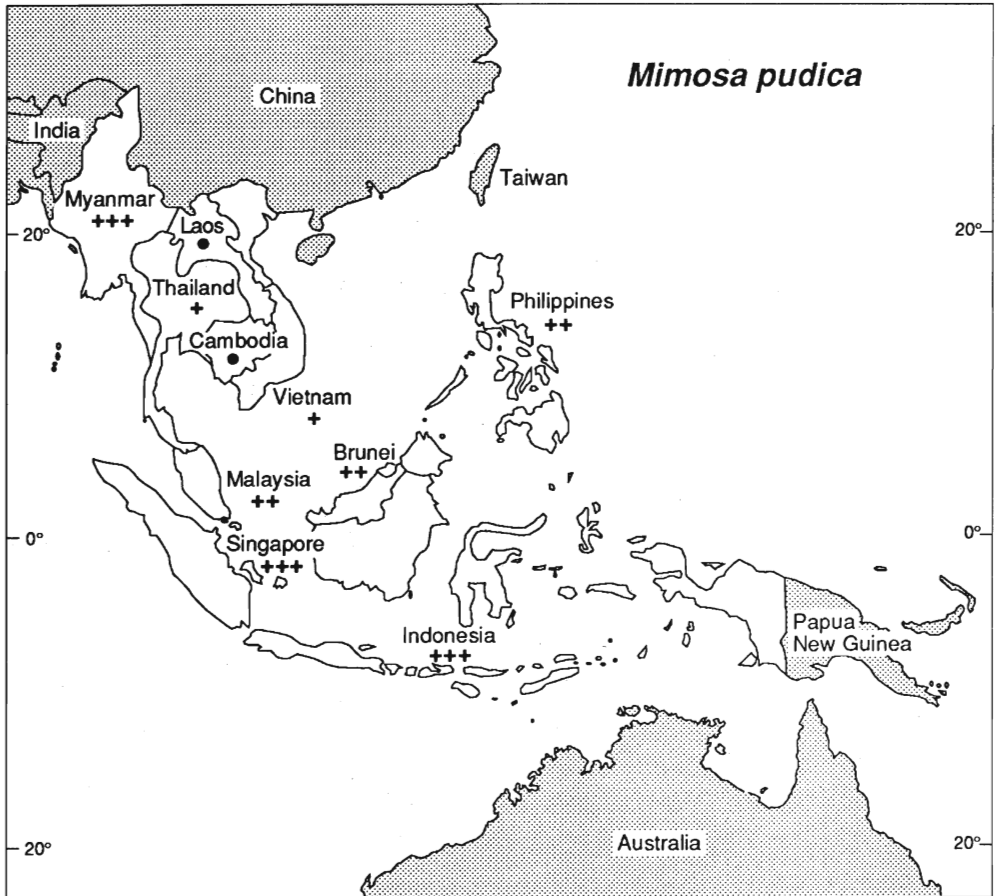 Mimosa pudica
China
India
Taiwan
Myanmar
+++
Laos
●
20°
20°
Thailand
+
Philippines
++
Cambodia
●
Vietnam
+
Brunei
++
Malaysia
++
0°
0°
Singapore
+++
Indonesia
+++
Papua
New Guinea
Australia
20°
20°